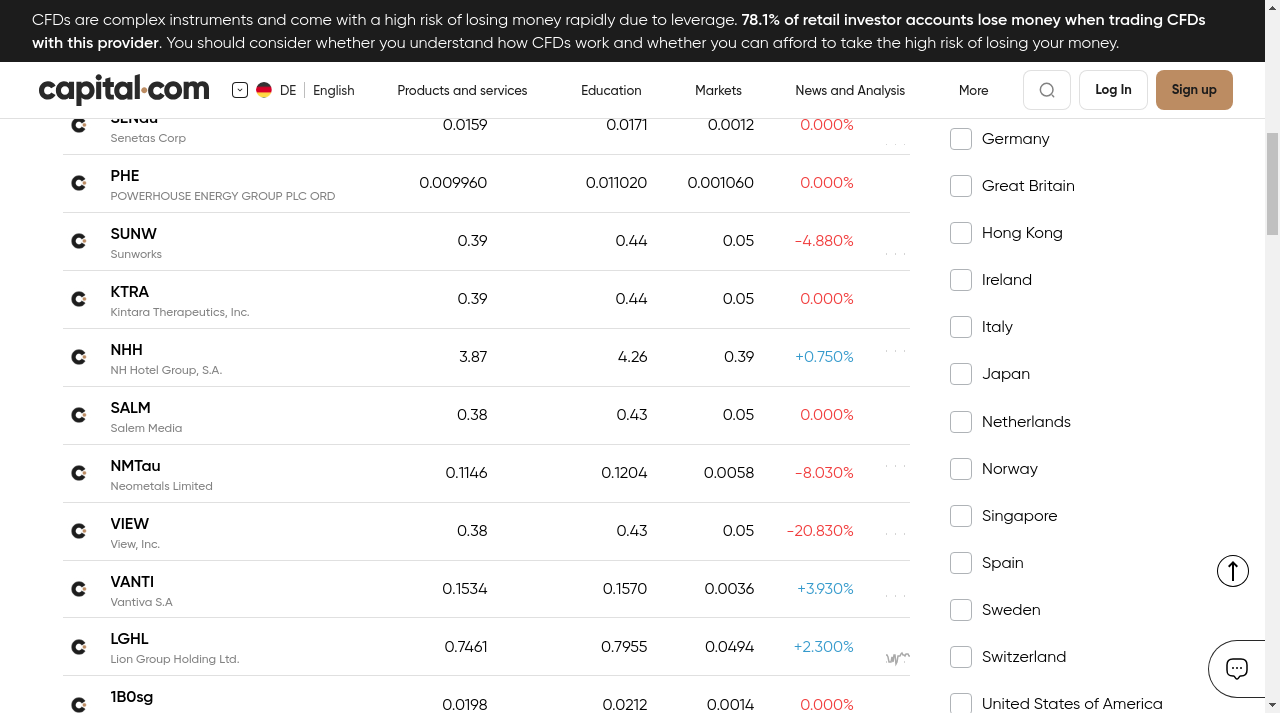 CFDs are complex instruments and come with a high risk of losing money rapidly due to leverage. 78.1% of retail investor accounts lose money when trading CFDs
with this provider. You should consider whether you understand how CFDs work and whether you can afford to take the high risk of losing your money.
capital.com DE English Products and services Education Markets News and Analysis More Log In Sign up
SENau
Senetas Corp
0.0159 0.0171 0.0012 0.000%
PHE
POWERHOUSE ENERGY GROUP PLC ORD
0.009960 0.011020 0.001060 0.000%
SUNW
Sunworks
0.39 0.44 0.05 -4.880%
KTRA
Kintara Therapeutics, Inc.
0.39 0.44 0.05 0.000%
NHH
NH Hotel Group, S.A.
3.87 4.26 0.39 +0.750%
SALM
Salem Media
0.38 0.43 0.05 0.000%
NMTau
Neometals Limited
0.1146 0.1204 0.0058 -8.030%
VIEW
View, Inc.
0.38 0.43 0.05 -20.830%
VANTI
Vantiva S.A
0.1534 0.1570 0.0036 +3.930%
LGHL
Lion Group Holding Ltd.
0.7461 0.7955 0.0494 +2.300%
1B0sg
0.0198 0.0212 0.0014 0.000%
Germany
Great Britain
Hong Kong
Ireland
Italy
Japan
Netherlands
Norway
Singapore
Spain
Sweden
Switzerland
United States of America